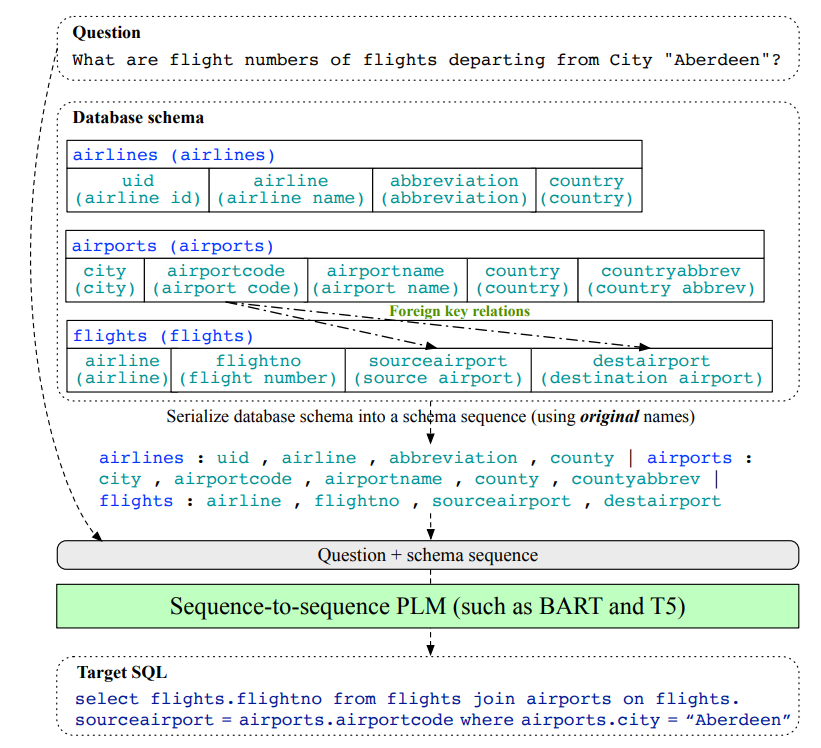 Question
What are flight numbers of flights departing from City "Aberdeen"?
Database schema
airlines (airlines)
uid airline abbreviation country
(airline id) (airline name) (abbreviation) (country)
airports (airports)
city airportcode airportname country countryabbrev
(city) (airport code) (airport name) (country) (country abbrev)
Foreign key relations
flights (flights)
airline flightno sourceairport destairport
(airline) (flight number) (source airport) (destination airport)
Serialize database schema into a schema sequence (using original names)
airlines : uid , airline , abbreviation , county | airports :
city , airportcode , airportname , county , countyabbrev |
flights : airline , flightno , sourceairport , destairport
Question + schema sequence
Sequence-to-sequence PLM (such as BART and T5)
Target SQL
select flights.flightno from flights join airports on flights.
sourceairport = airports.airportcode where airports.city = “Aberdeen”